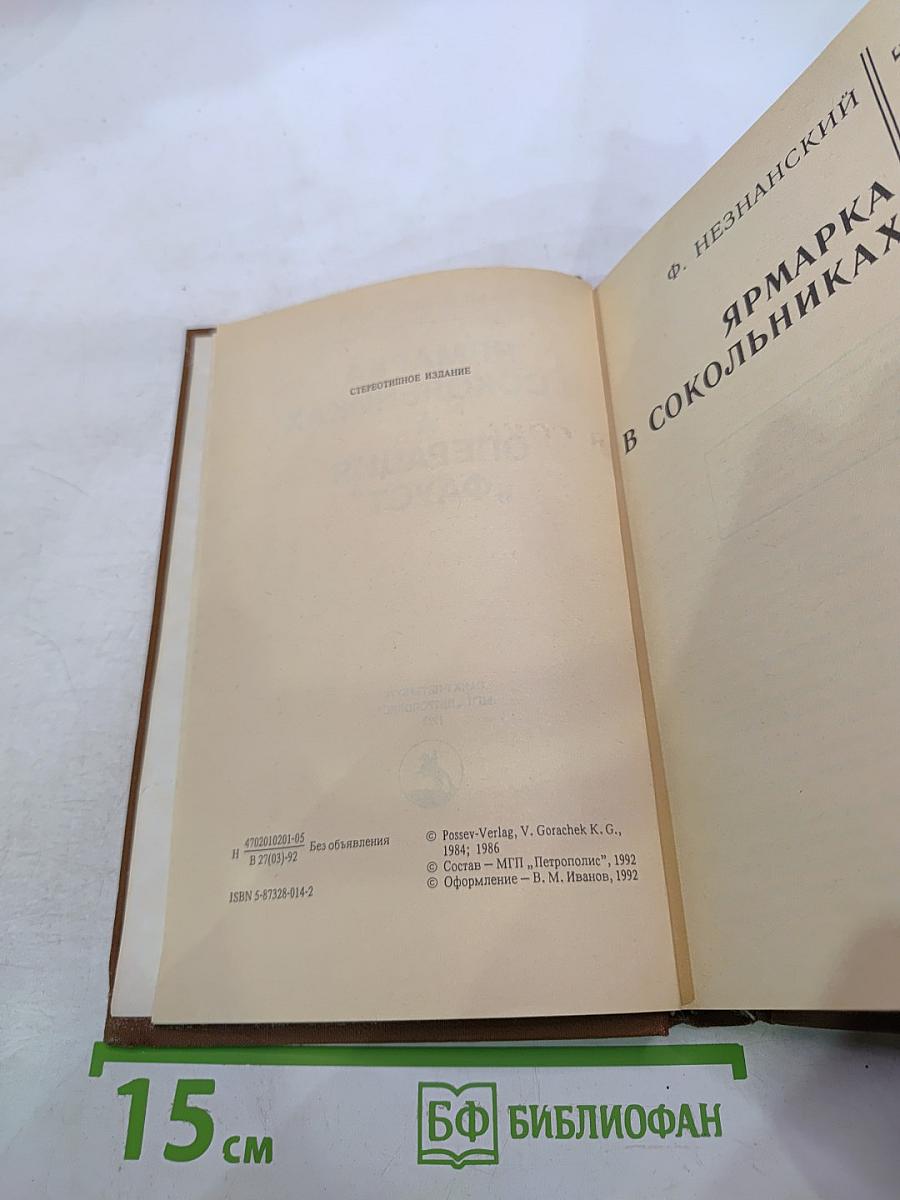 СТЕРЕОТИПНОЕ ИЗДАНИЕ
Н 4702010201-05 Без объявления
В 27(03)-92
ISBN 5-87328-014-2
© Possev-Verlag, V. Gorachek K. G.,
1984; 1986
© Состав — МГП „Петрополис", 1992
© Оформление — В. М. Иванов, 1992
Ф. НЕЗНАНСКИЙ
ЯРМАРКА
В СОКОЛЬНИКАХ
15 см
БФ БИБЛИОФАН